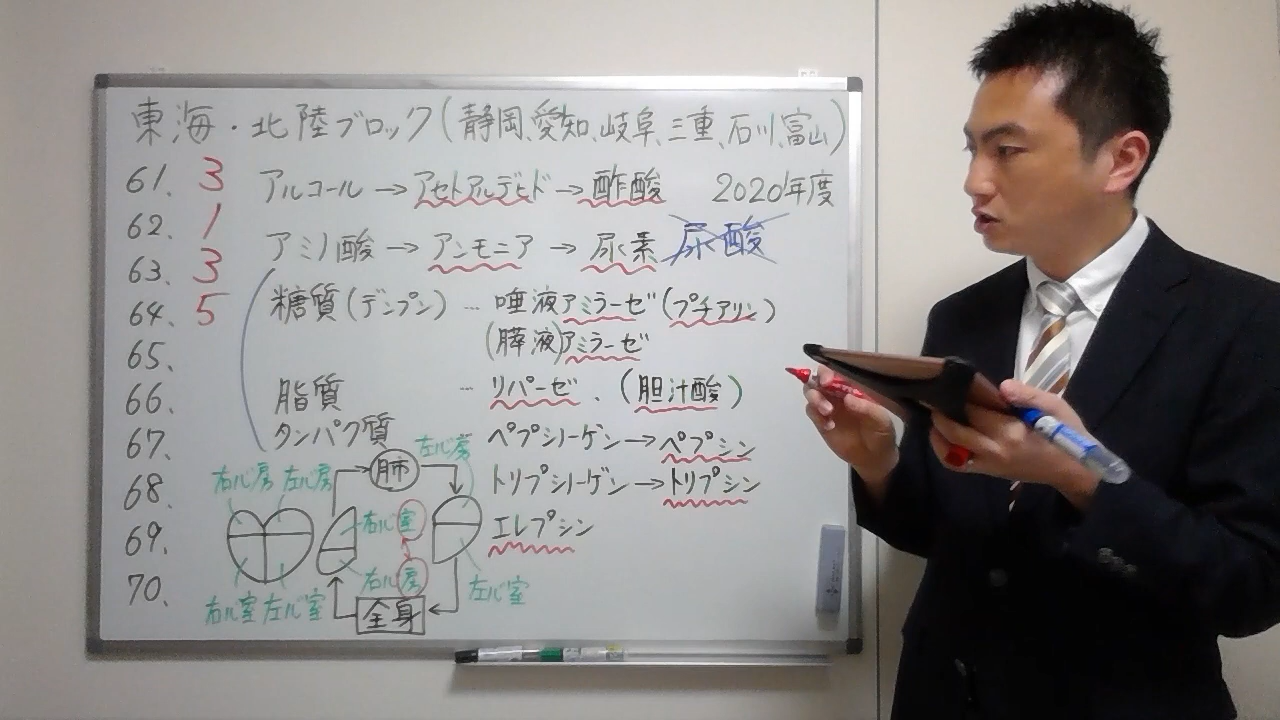 東海・北陸ブロック(静岡、愛知、岐阜、三重、石川、富山)
61. 3 アルコール→アセトアルデヒド→酢酸 2020年度
62. 1 アミノ酸→アンモニア→尿素 尿酸
63. 3
64. 5 糖質(デンプン)…唾液アミラーゼ(プチアリン)
65. (膵液)アミラーゼ
66. 脂質 …リパーゼ、(胆汁酸)
67. タンパク質 ペプシノーゲン→ペプシン
68. トリプシノーゲン→トリプシン
69. エレプシン
70.
肺 左心房
右心房 左心房
右心室
右心房
右心室 左心室 左心室
全身